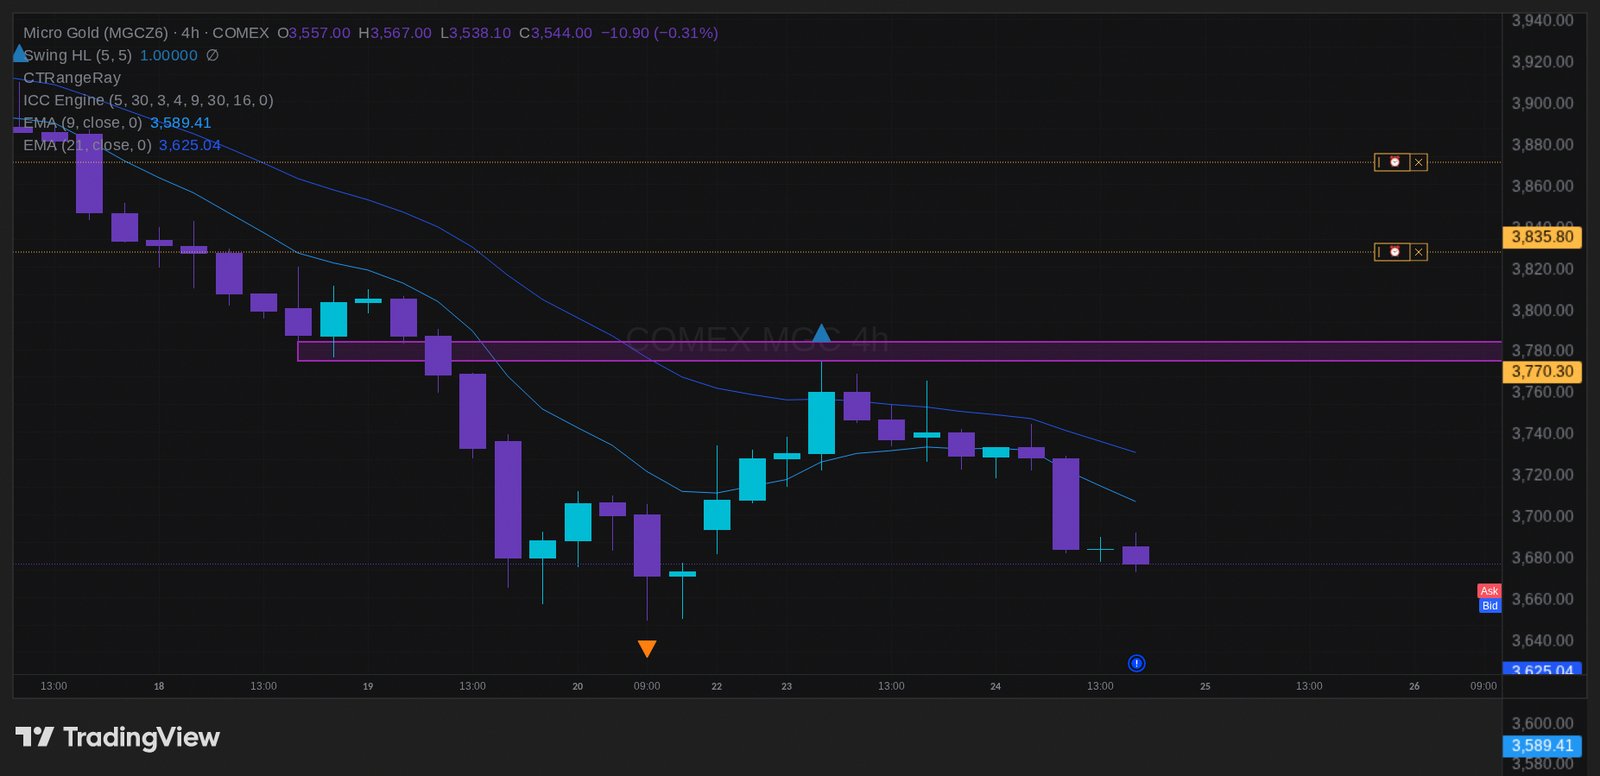 Micro Gold (MGCZ6) · 4h · COMEX O3,557.00 H3,567.00 L3,538.10 C3,544.00 −10.90 (−0.31%)
Swing HL (5, 5) 1.00000 ∅
CTRangeRay
ICC Engine (5, 30, 3, 4, 9, 30, 16, 0)
EMA (9, close, 0) 3,589.41
EMA (21, close, 0) 3,625.04
COMEX MGC 4h
3,940.00
3,920.00
3,900.00
3,880.00
3,860.00
3,840.00
3,835.80
3,820.00
3,800.00
3,780.00
3,770.30
3,760.00
3,740.00
3,720.00
3,700.00
3,680.00
3,660.00
3,640.00
3,625.04
3,600.00
3,589.41
3,580.00
Ask
Bid
13:00 18 13:00 19 13:00 20 09:00 22 23 13:00 24 13:00 25 13:00 26 09:00
TradingView